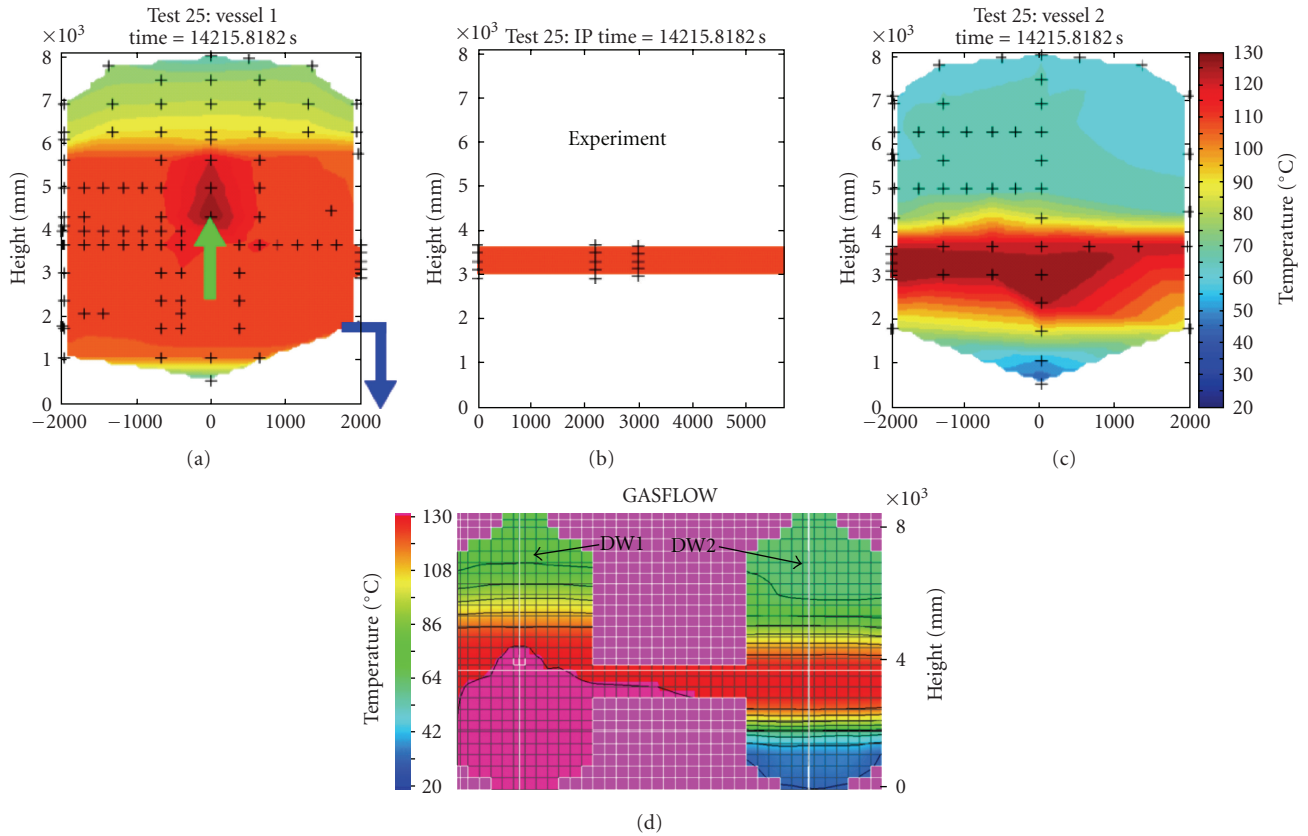 Test 25: vessel 1
time = 14215.8182 s
×10³
8
7
6
5
4
3
2
1
0
Height (mm)
−2000 −1000 0 1000 2000
(a)
×10³
Test 25: IP time = 14215.8182 s
8
7
6
5
4
3
2
1
0
Height (mm)
Experiment
0 1000 2000 3000 4000 5000
(b)
Test 25: vessel 2
time = 14215.8182 s
×10³
8
7
6
5
4
3
2
1
0
Height (mm)
−2000 −1000 0 1000 2000
(c)
130
120
110
100
90
80
70
60
50
40
30
20
Temperature (°C)
GASFLOW
130
108
86
64
42
20
Temperature (°C)
DW1
DW2
×10³
8
4
0
Height (mm)
(d)